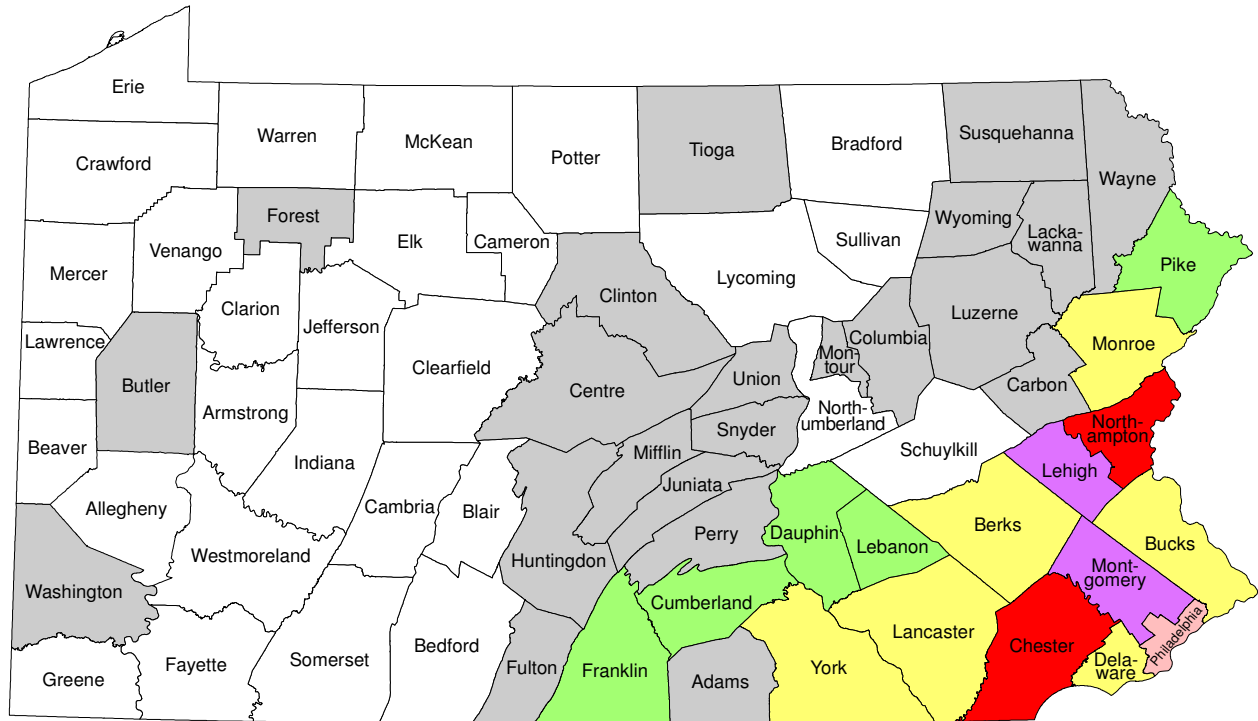 Erie
Warren
McKean
Potter
Tioga
Bradford
Susquehanna
Wayne
Crawford
Forest
Venango
Elk
Cameron
Sullivan
Wyoming
Lacka-
wanna
Pike
Mercer
Clarion
Jefferson
Clinton
Lycoming
Luzerne
Columbia
Monroe
Lawrence
Butler
Clearfield
Centre
Union
Mon-
tour
Carbon
Armstrong
North-
umberland
North-
ampton
Beaver
Indiana
Mifflin
Snyder
Schuylkill
Lehigh
Allegheny
Cambria
Blair
Juniata
Perry
Dauphin
Lebanon
Berks
Bucks
Westmoreland
Huntingdon
Mont-
gomery
Washington
Cumberland
Lancaster
Philadelphia
Greene
Fayette
Somerset
Bedford
Fulton
Franklin
Adams
York
Chester
Dela-
ware